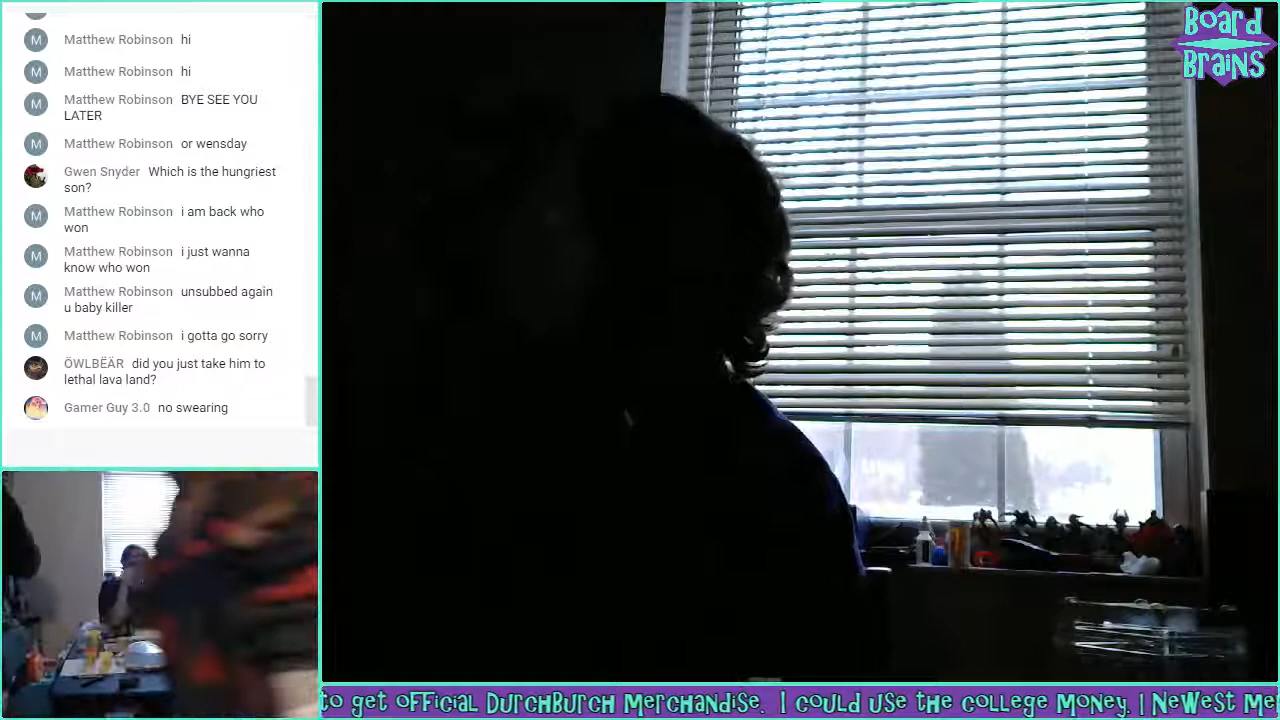 M Matthew Robinson hi
M Matthew Robinson hi
M Matthew Robinson BYE SEE YOU
LATER
M Matthew Robinson or wensday
Gwen Snyder Which is the hungriest
son?
M Matthew Robinson i am back who
won
M Matthew Robinson i just wanna
know who won
M Matthew Robinson unsubbed again
u baby killer
M Matthew Robinson i gotta go sorry
ÖWLBËÄR did you just take him to
lethal lava land?
Gamer Guy 3.0 no swearing
Board
BraiNS
to get official DurchBurch Merchandise. I could use the college money. | Newest Me